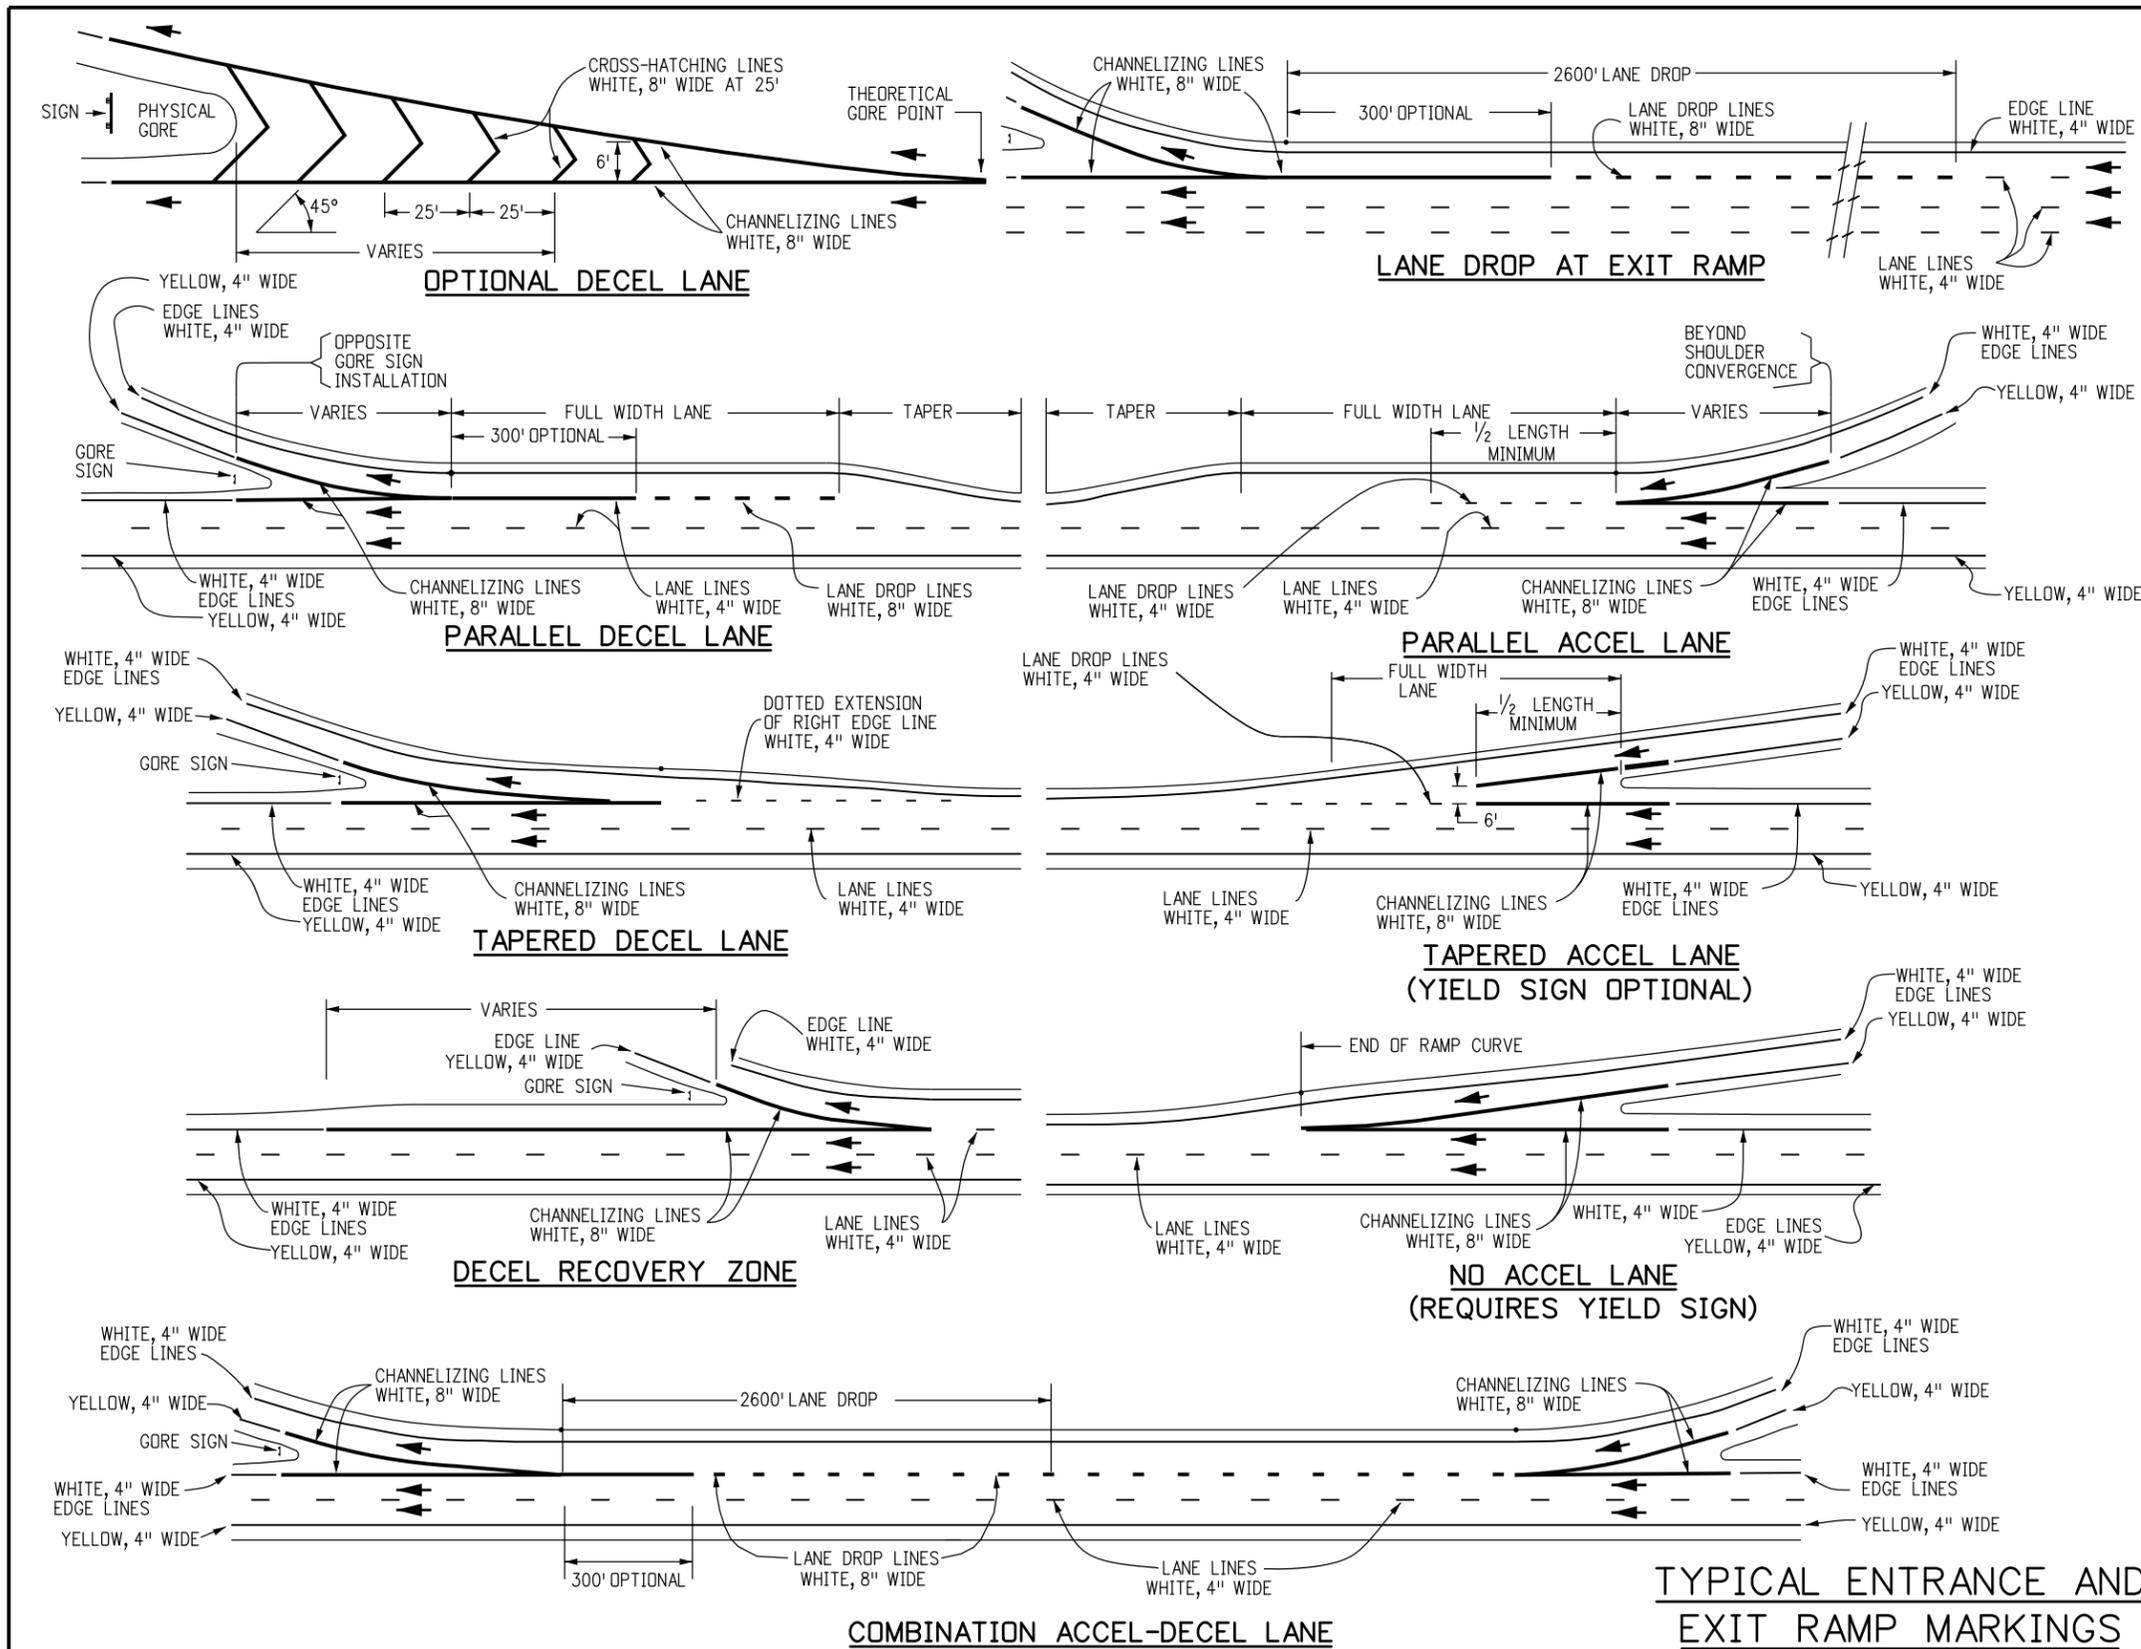 CROSS-HATCHING LINES
WHITE, 8" WIDE AT 25'
SIGN
PHYSICAL
GORE
THEORETICAL
GORE POINT
6'
45°
25'
25'
VARIES
CHANNELIZING LINES
WHITE, 8" WIDE
OPTIONAL DECEL LANE
CHANNELIZING LINES
WHITE, 8" WIDE
2600' LANE DROP
300' OPTIONAL
LANE DROP LINES
WHITE, 8" WIDE
EDGE LINE
WHITE, 4" WIDE
LANE LINES
WHITE, 4" WIDE
LANE DROP AT EXIT RAMP
YELLOW, 4" WIDE
EDGE LINES
WHITE, 4" WIDE
OPPOSITE
GORE SIGN
INSTALLATION
VARIES
FULL WIDTH LANE
TAPER
300' OPTIONAL
GORE
SIGN
WHITE, 4" WIDE
EDGE LINES
YELLOW, 4" WIDE
CHANNELIZING LINES
WHITE, 8" WIDE
LANE LINES
WHITE, 4" WIDE
LANE DROP LINES
WHITE, 8" WIDE
PARALLEL DECEL LANE
BEYOND
SHOULDER
CONVERGENCE
WHITE, 4" WIDE
EDGE LINES
YELLOW, 4" WIDE
TAPER
FULL WIDTH LANE
VARIES
1/2 LENGTH
MINIMUM
LANE DROP LINES
WHITE, 4" WIDE
LANE LINES
WHITE, 4" WIDE
CHANNELIZING LINES
WHITE, 8" WIDE
WHITE, 4" WIDE
EDGE LINES
YELLOW, 4" WIDE
PARALLEL ACCEL LANE
WHITE, 4" WIDE
EDGE LINES
YELLOW, 4" WIDE
GORE SIGN
DOTTED EXTENSION
OF RIGHT EDGE LINE
WHITE, 4" WIDE
WHITE, 4" WIDE
EDGE LINES
YELLOW, 4" WIDE
CHANNELIZING LINES
WHITE, 8" WIDE
LANE LINES
WHITE, 4" WIDE
TAPERED DECEL LANE
LANE DROP LINES
WHITE, 4" WIDE
FULL WIDTH
LANE
1/2 LENGTH
MINIMUM
WHITE, 4" WIDE
EDGE LINES
YELLOW, 4" WIDE
6'
LANE LINES
WHITE, 4" WIDE
CHANNELIZING LINES
WHITE, 8" WIDE
WHITE, 4" WIDE
EDGE LINES
YELLOW, 4" WIDE
TAPERED ACCEL LANE
(YIELD SIGN OPTIONAL)
VARIES
EDGE LINE
YELLOW, 4" WIDE
GORE SIGN
EDGE LINE
WHITE, 4" WIDE
WHITE, 4" WIDE
EDGE LINES
YELLOW, 4" WIDE
CHANNELIZING LINES
WHITE, 8" WIDE
LANE LINES
WHITE, 4" WIDE
DECEL RECOVERY ZONE
WHITE, 4" WIDE
EDGE LINES
YELLOW, 4" WIDE
END OF RAMP CURVE
LANE LINES
WHITE, 4" WIDE
CHANNELIZING LINES
WHITE, 8" WIDE
WHITE, 4" WIDE
EDGE LINES
YELLOW, 4" WIDE
NO ACCEL LANE
(REQUIRES YIELD SIGN)
WHITE, 4" WIDE
EDGE LINES
YELLOW, 4" WIDE
GORE SIGN
WHITE, 4" WIDE
EDGE LINES
YELLOW, 4" WIDE
CHANNELIZING LINES
WHITE, 8" WIDE
2600' LANE DROP
CHANNELIZING LINES
WHITE, 8" WIDE
WHITE, 4" WIDE
EDGE LINES
YELLOW, 4" WIDE
WHITE, 4" WIDE
EDGE LINES
YELLOW, 4" WIDE
300' OPTIONAL
LANE DROP LINES
WHITE, 8" WIDE
LANE LINES
WHITE, 4" WIDE
COMBINATION ACCEL-DECEL LANE
TYPICAL ENTRANCE AND
EXIT RAMP MARKINGS